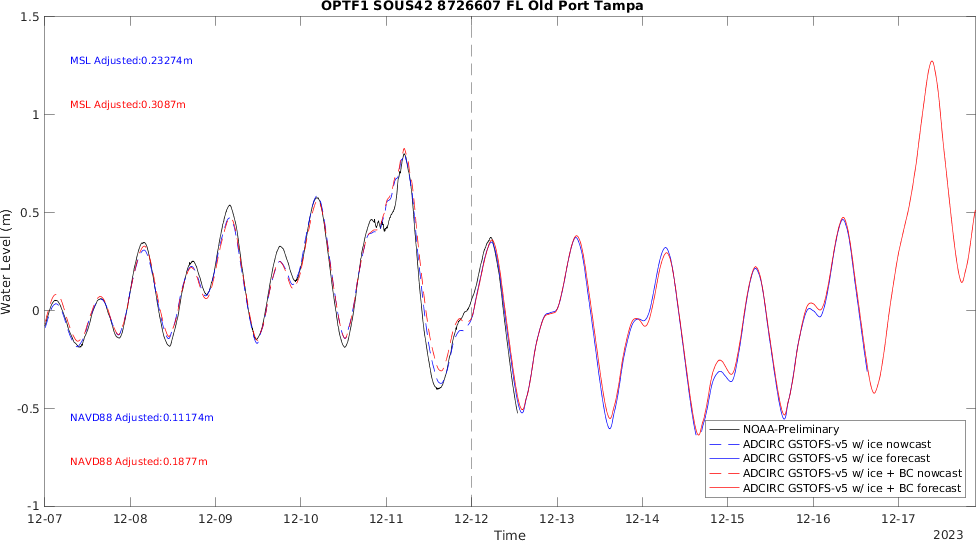 OPTF1 SOUS42 8726607 FL Old Port Tampa
1.5
MSL Adjusted:0.23274m
MSL Adjusted:0.3087m
1
0.5
Water Level (m)
0
-0.5
NAVD88 Adjusted:0.11174m
NAVD88 Adjusted:0.1877m
-1
NOAA-Preliminary
ADCIRC GSTOFS-v5 w/ ice nowcast
ADCIRC GSTOFS-v5 w/ ice forecast
ADCIRC GSTOFS-v5 w/ ice + BC nowcast
ADCIRC GSTOFS-v5 w/ ice + BC forecast
12-07 12-08 12-09 12-10 12-11 12-12 12-13 12-14 12-15 12-16 12-17
Time
2023